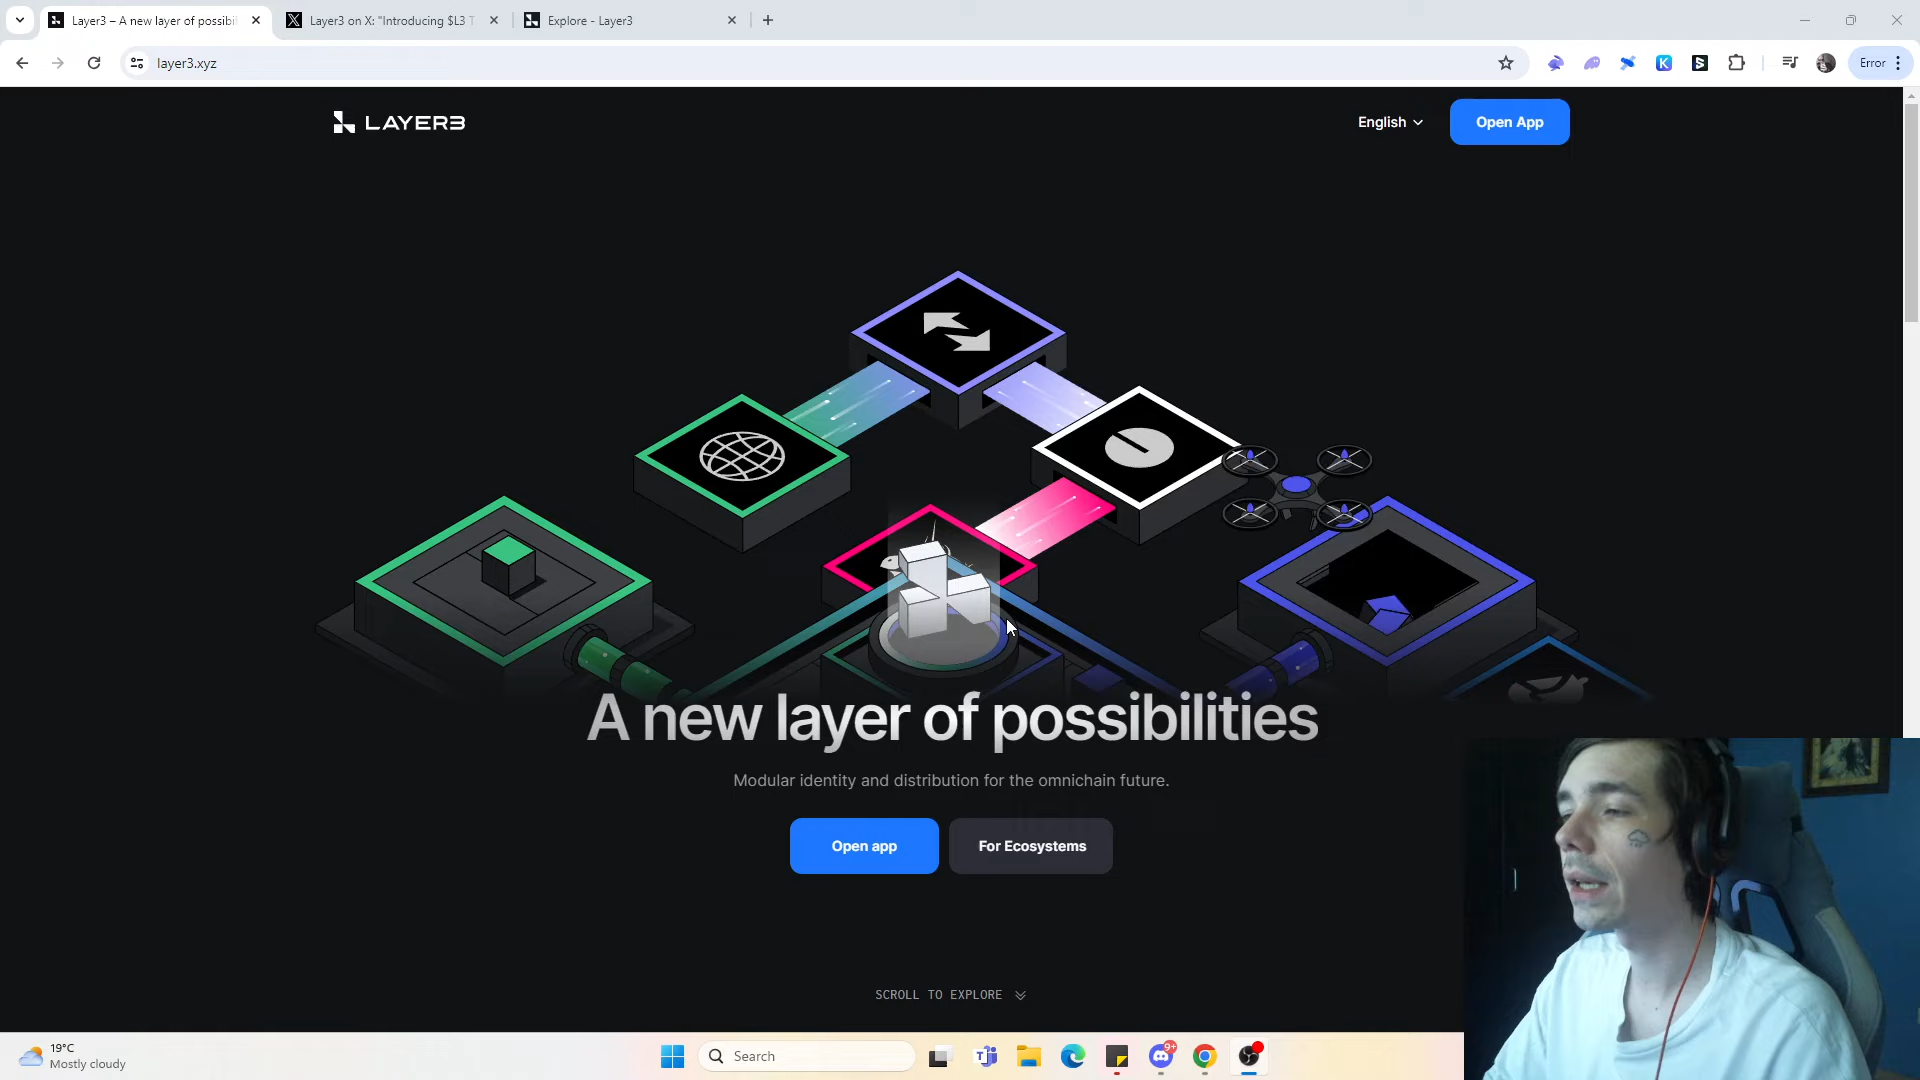 Layer3 – A new layer of possibil
Layer3 on X: "Introducing $L3 T
Explore - Layer3
layer3.xyz
Error
LAYER3
English
Open App
A new layer of possibilities
Modular identity and distribution for the omnichain future.
Open app
For Ecosystems
SCROLL TO EXPLORE
19°C
Mostly cloudy
Search
9+